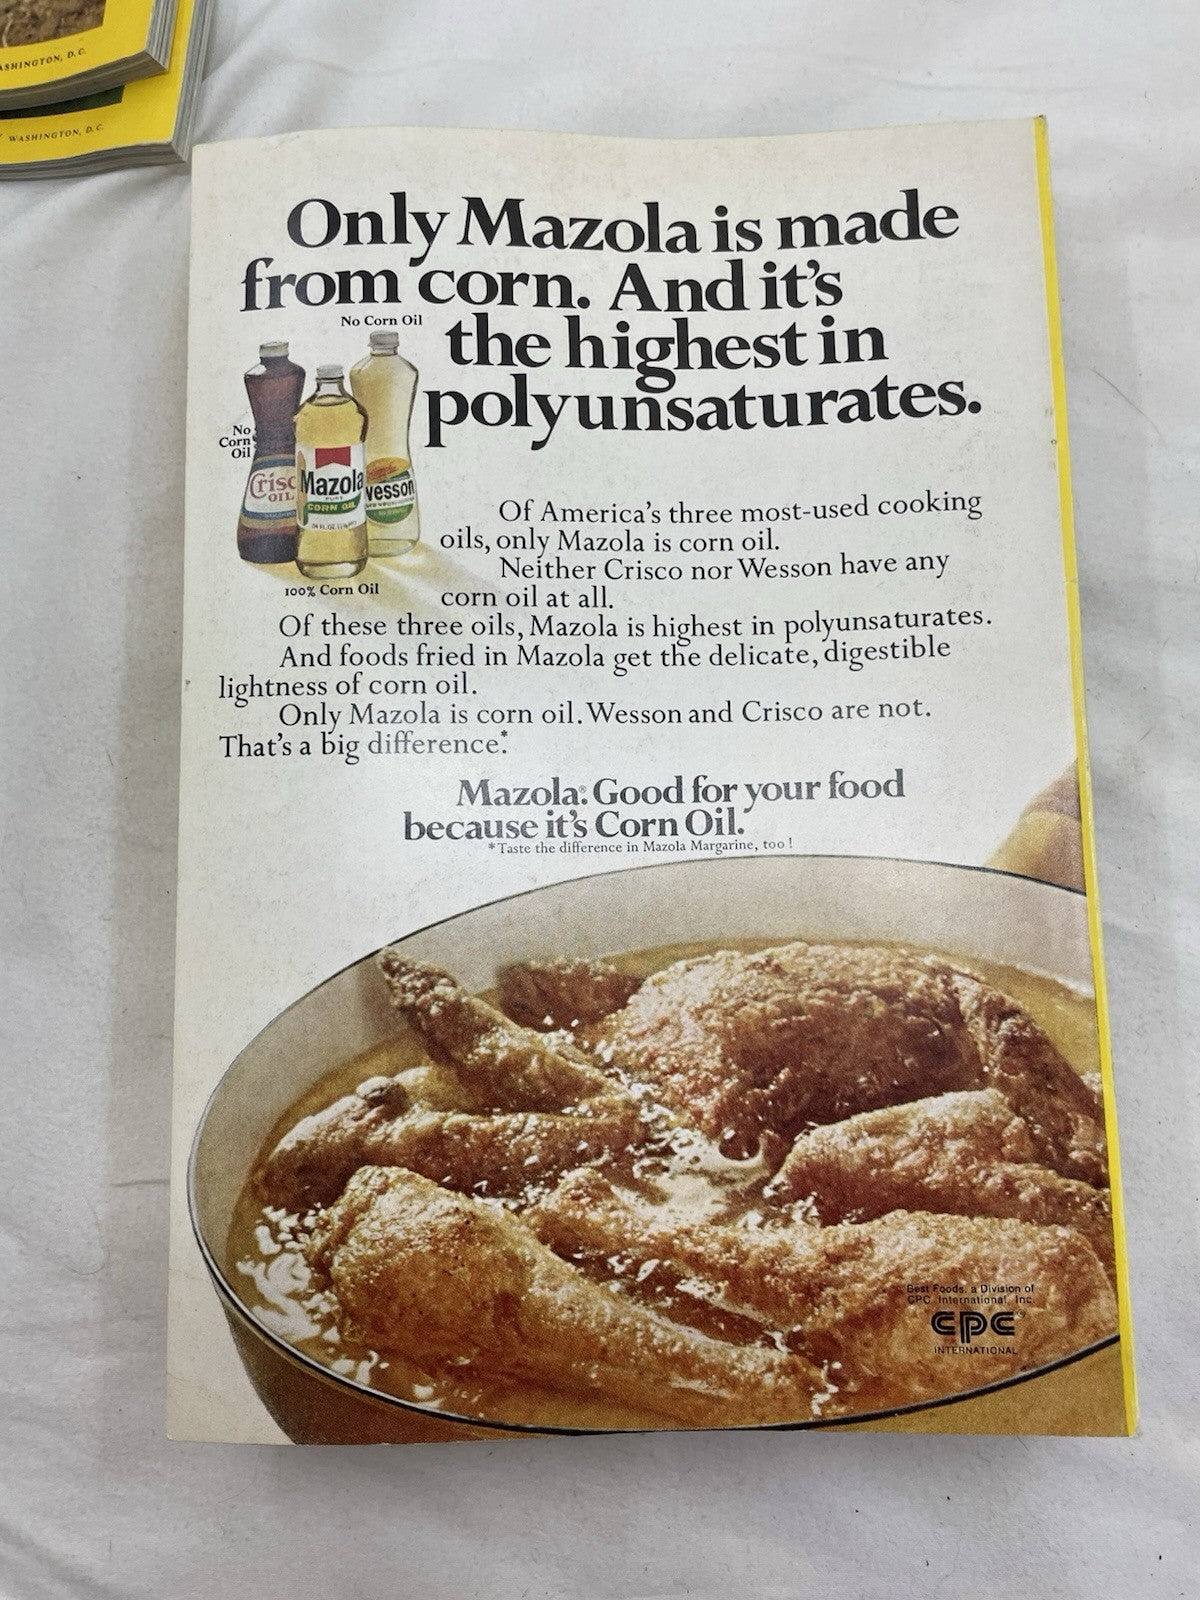 ASHINGTON, D.C.
WASHINGTON, D.C.
Only Mazola is made
from corn. And it's
the highest in
polyunsaturates.
No Corn Oil
No
Corn
Oil
Crisc
OIL
Mazola
PURE
CORN OIL
Wesson
100% Corn Oil
Of America's three most-used cooking
oils, only Mazola is corn oil.
Neither Crisco nor Wesson have any
corn oil at all.
Of these three oils, Mazola is highest in polyunsaturates.
And foods fried in Mazola get the delicate, digestible
lightness of corn oil.
Only Mazola is corn oil. Wesson and Crisco are not.
That's a big difference.*
Mazola®. Good for your food
because it's Corn Oil.
*Taste the difference in Mazola Margarine, too!
Best Foods, a Division of
CPC International, Inc.
CPC
INTERNATIONAL